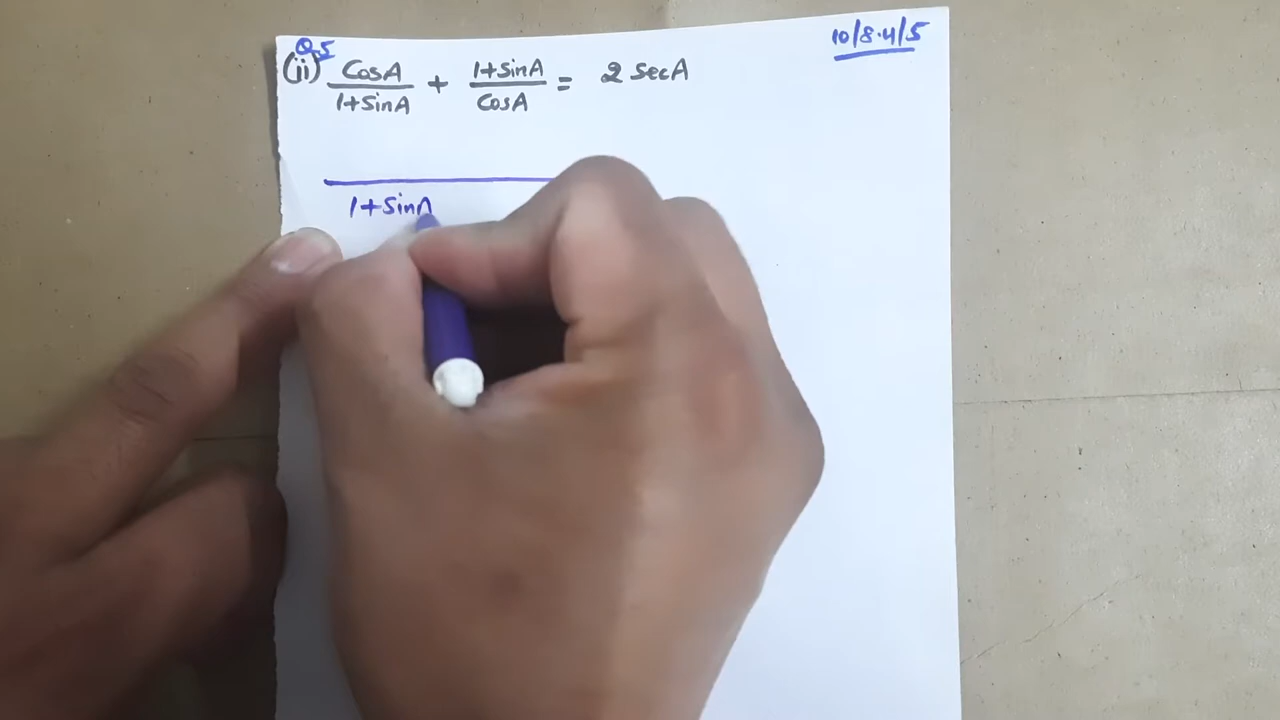 10/8.4/5
Q.5
(ii) CosA/1+SinA + 1+SinA/CosA = 2 SecA
1+SinA